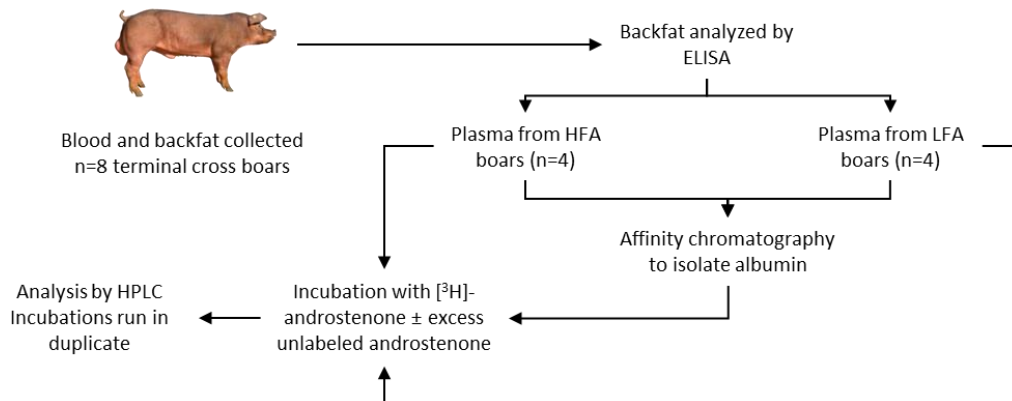 Backfat analyzed by
ELISA
Blood and backfat collected
n=8 terminal cross boars
Plasma from HFA
boars (n=4)
Plasma from LFA
boars (n=4)
Affinity chromatography
to isolate albumin
Analysis by HPLC
Incubations run in
duplicate
Incubation with [³H]-
androstenone ± excess
unlabeled androstenone